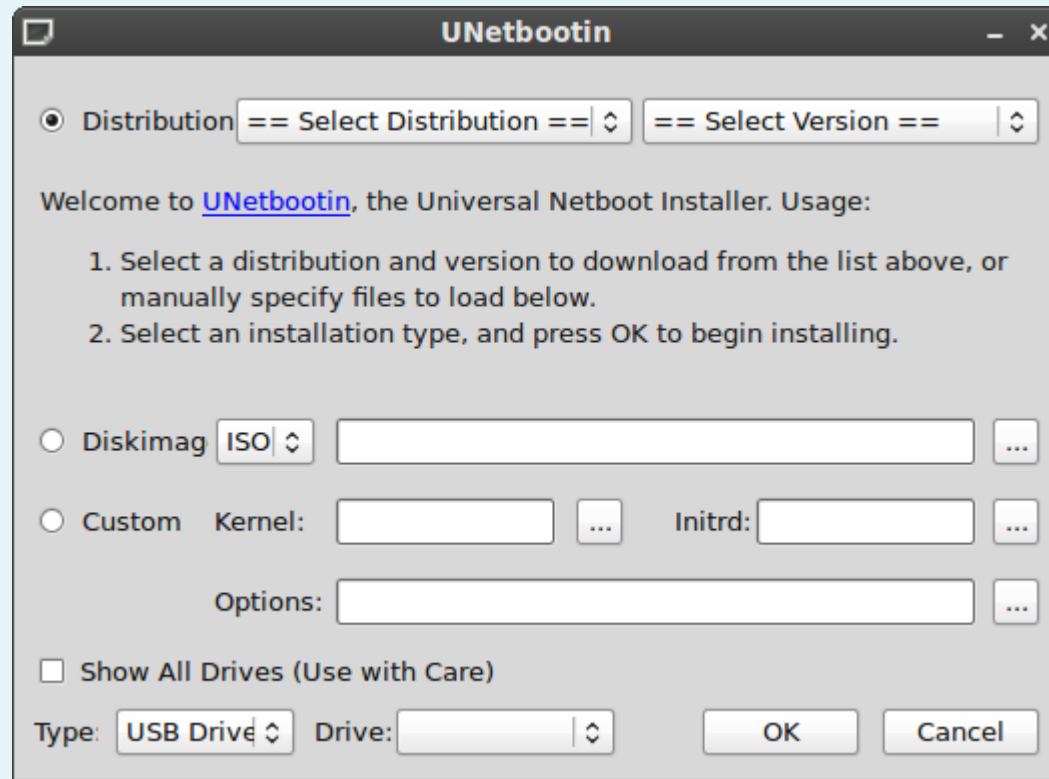 UNetbootin
Distribution == Select Distribution == == Select Version ==
Welcome to UNetbootin, the Universal Netboot Installer. Usage:
1. Select a distribution and version to download from the list above, or
manually specify files to load below.
2. Select an installation type, and press OK to begin installing.
Diskimag ISO ...
Custom Kernel: ... Initrd: ...
Options: ...
Show All Drives (Use with Care)
Type: USB Drive Drive: OK Cancel